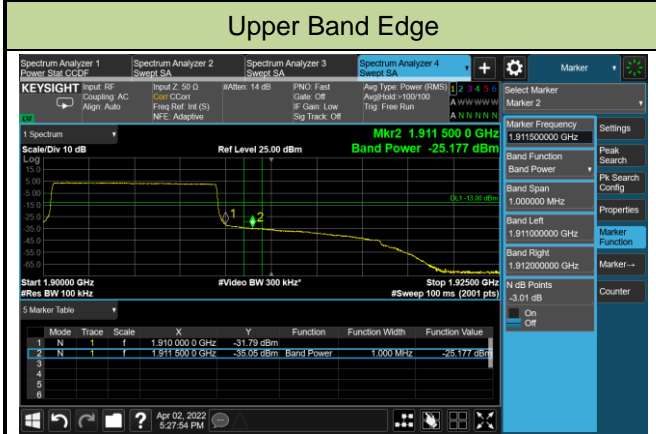 Upper Band Edge
Spectrum Analyzer 1
Power Stat CCDF
Spectrum Analyzer 2
Swept SA
Spectrum Analyzer 3
Swept SA
Spectrum Analyzer 4
Swept SA
+
Marker
KEYSIGHT
Input: RF
Coupling: AC
Align: Auto
Input Z: 50 Ω
Corr CCorr
Freq Ref: Int (S)
NFE: Adaptive
#Atten: 14 dB
PNO: Fast
Gate: Off
IF Gain: Low
Sig Track: Off
Avg Type: Power (RMS)
Avg|Hold:>100/100
Trig: Free Run
1 2 3 4 5 6
A W W W W W
A N N N N N
LXI
Select Marker
Marker 2
1 Spectrum
Scale/Div 10 dB
Log
Ref Level 25.00 dBm
Mkr2 1.911 500 0 GHz
Band Power -25.177 dBm
15.0
5.00
-5.00
-15.0
-25.0
-35.0
-45.0
-55.0
-65.0
DL1 -13.00 dBm
1
2
Start 1.90000 GHz
#Res BW 100 kHz
#Video BW 300 kHz*
Stop 1.92500 GHz
#Sweep 100 ms (2001 pts)
5 Marker Table
Mode Trace Scale X Y Function Function Width Function Value
1 N 1 f 1.910 000 0 GHz -31.79 dBm
2 N 1 f 1.911 500 0 GHz -35.05 dBm Band Power 1.000 MHz -25.177 dBm
3
4
5
6
Marker Frequency
1.911500000 GHz
Band Function
Band Power
Band Span
1.000000 MHz
Band Left
1.911000000 GHz
Band Right
1.912000000 GHz
N dB Points
-3.01 dB
On
Off
Settings
Peak
Search
Pk Search
Config
Properties
Marker
Function
Marker→
Counter
?
Apr 02, 2022
5:27:54 PM